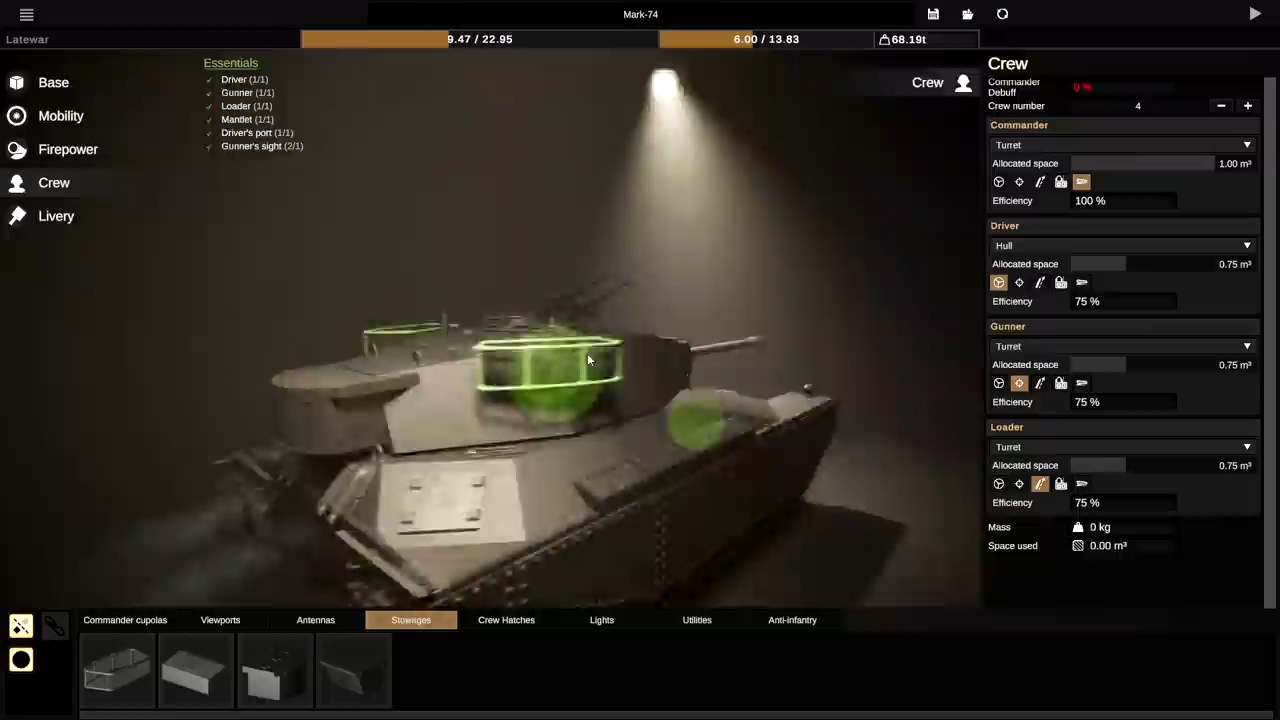 Mark-74
Latewar
9.47 / 22.95
6.00 / 13.83
68.19t
Base
Mobility
Firepower
Crew
Livery
Essentials
Driver (1/1)
Gunner (1/1)
Loader (1/1)
Mantlet (1/1)
Driver's port (1/1)
Gunner's sight (2/1)
Crew
Crew
Commander
Debuff
0 %
Crew number
4
Commander
Turret
Allocated space
1.00 m³
Efficiency
100 %
Driver
Hull
Allocated space
0.75 m³
Efficiency
75 %
Gunner
Turret
Allocated space
0.75 m³
Efficiency
75 %
Loader
Turret
Allocated space
0.75 m³
Efficiency
75 %
Mass
0 kg
Space used
0.00 m³
Commander cupolas
Viewports
Antennas
Stowages
Crew Hatches
Lights
Utilities
Anti-infantry